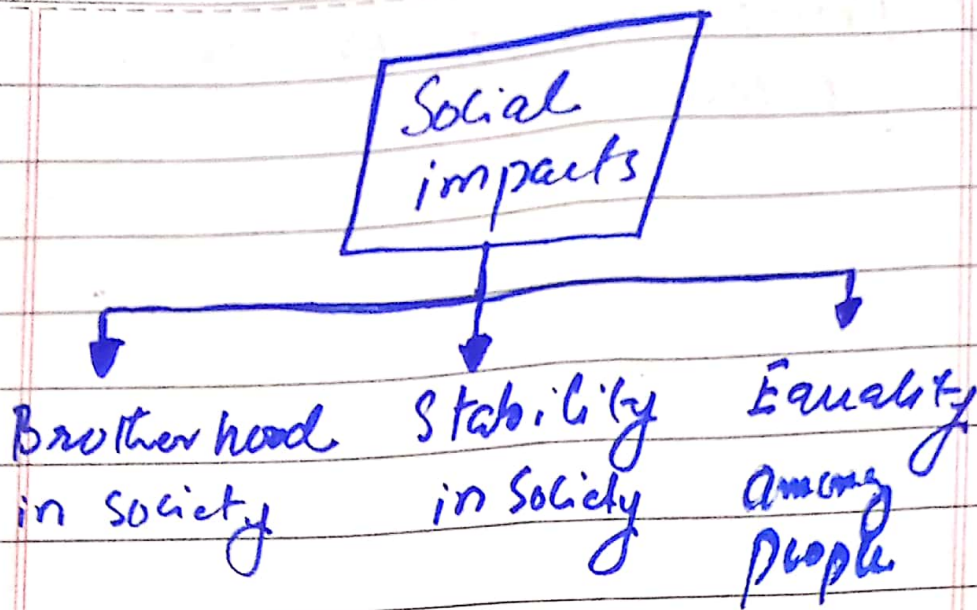 Social
impacts
Brotherhood
in society
Stability
in Society
Equality
among
people